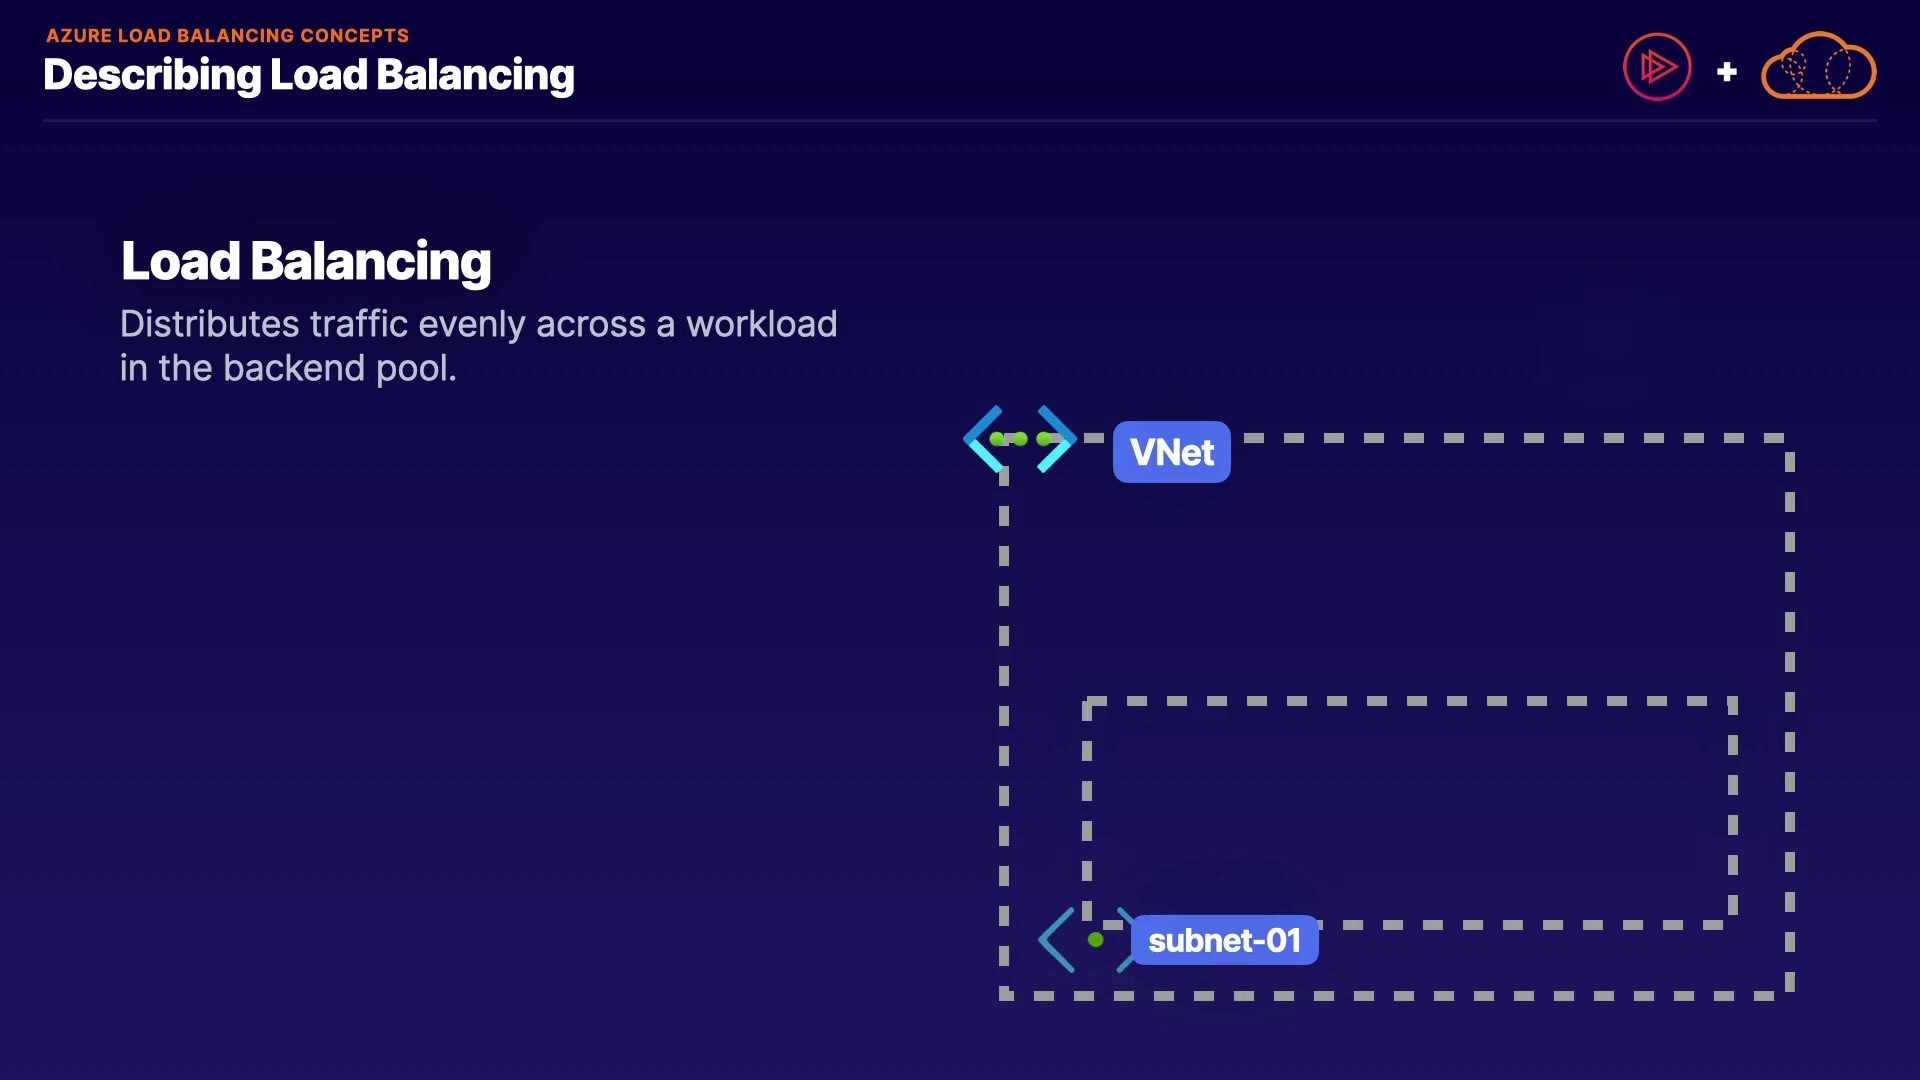 AZURE LOAD BALANCING CONCEPTS
Describing Load Balancing
Load Balancing
Distributes traffic evenly across a workload
in the backend pool.
VNet
subnet-01